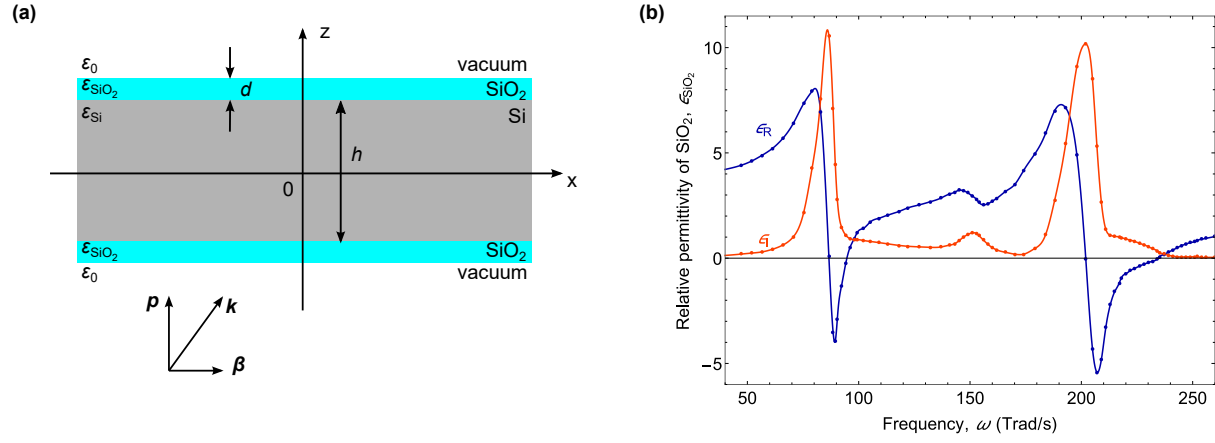 (a)
z
ε0
vacuum
εSiO2
d
SiO2
εSi
Si
h
0
x
εSiO2
SiO2
ε0
vacuum
p
k
β
(b)
Relative permittivity of SiO2, ϵSiO2
10
5
0
−5
ϵR
ϵI
50
100
150
200
250
Frequency, ω (Trad/s)